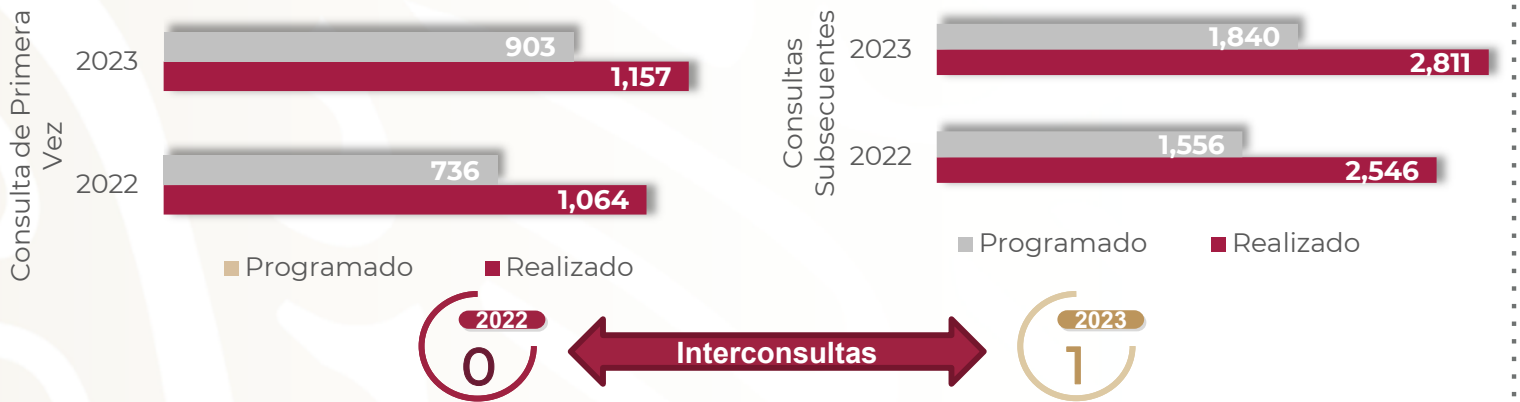 Consulta de Primera
Vez
2023
903
1,157
2022
736
1,064
Programado
Realizado
Consultas
Subsecuentes
2023
1,840
2,811
2022
1,556
2,546
Programado
Realizado
2022
0
Interconsultas
2023
1